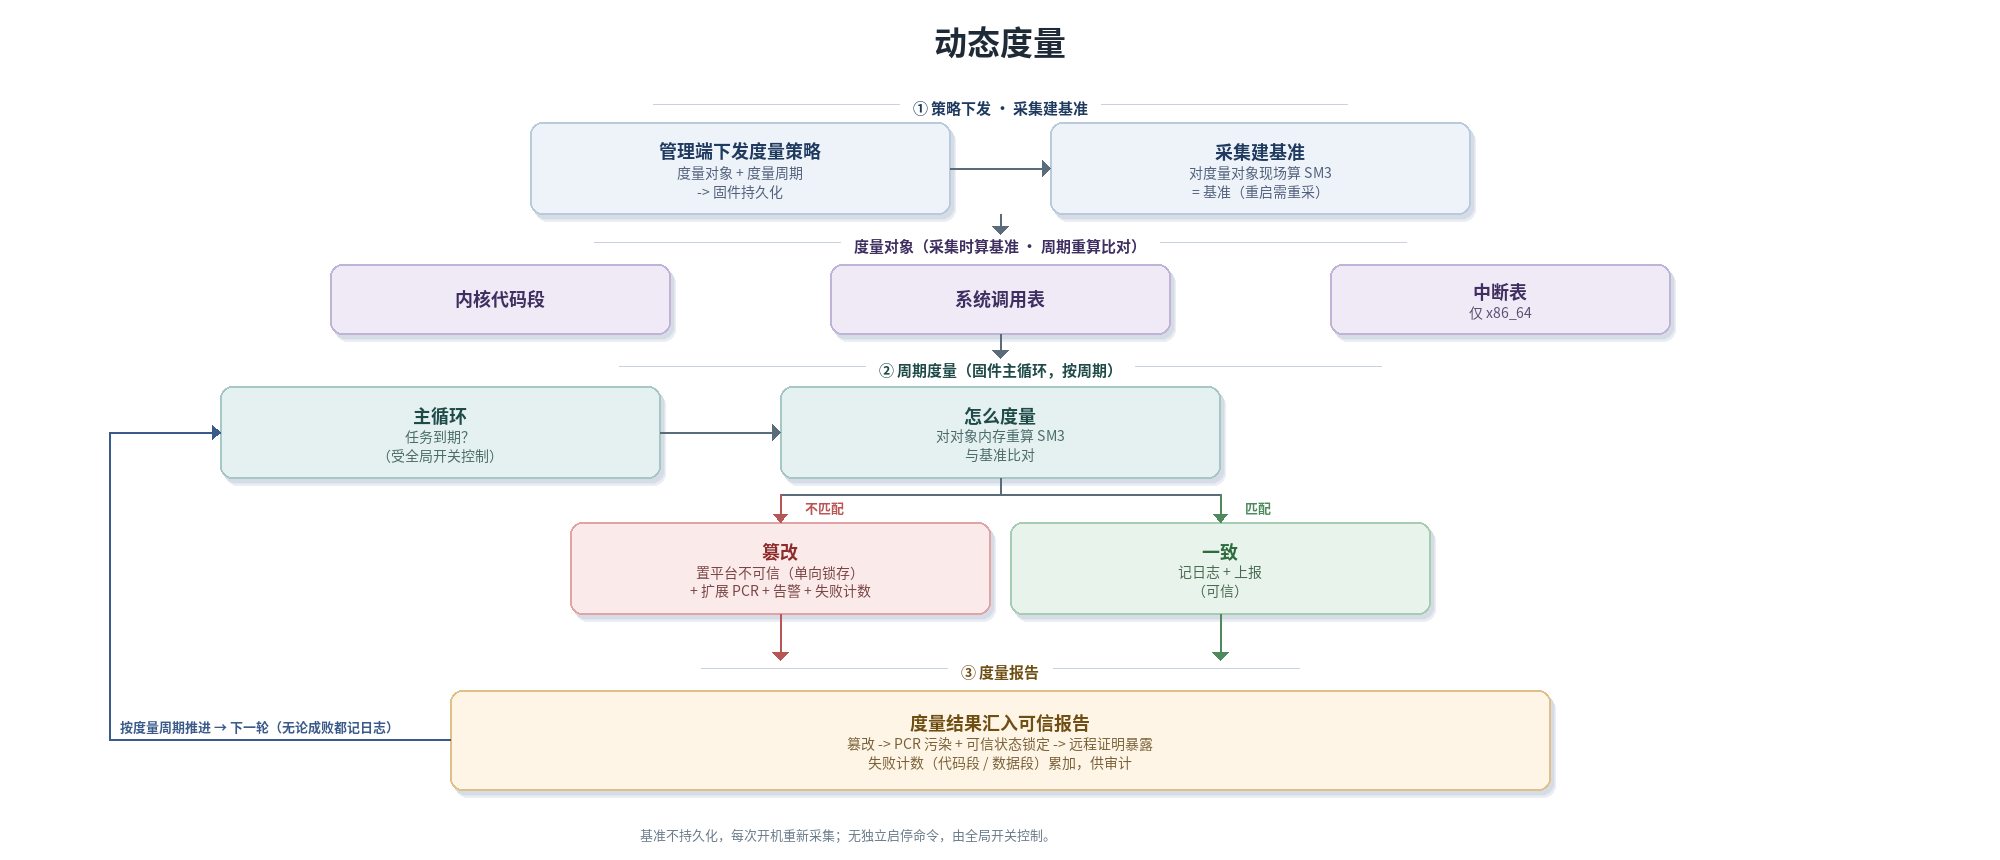 动态度量
① 策略下发 · 采集建基准
管理端下发度量策略
度量对象 + 度量周期
-> 固件持久化
采集建基准
对度量对象现场算 SM3
= 基准（重启需重采）
度量对象（采集时算基准 · 周期重算比对）
内核代码段
系统调用表
中断表
仅 x86_64
② 周期度量（固件主循环，按周期）
主循环
任务到期？
（受全局开关控制）
怎么度量
对对象内存重算 SM3
与基准比对
不匹配
匹配
篡改
置平台不可信（单向锁存）
+ 扩展 PCR + 告警 + 失败计数
一致
记日志 + 上报
（可信）
③ 度量报告
度量结果汇入可信报告
篡改 -> PCR 污染 + 可信状态锁定 -> 远程证明暴露
失败计数（代码段 / 数据段）累加，供审计
按度量周期推进 → 下一轮（无论成败都记日志）
基准不持久化，每次开机重新采集；无独立启停命令，由全局开关控制。